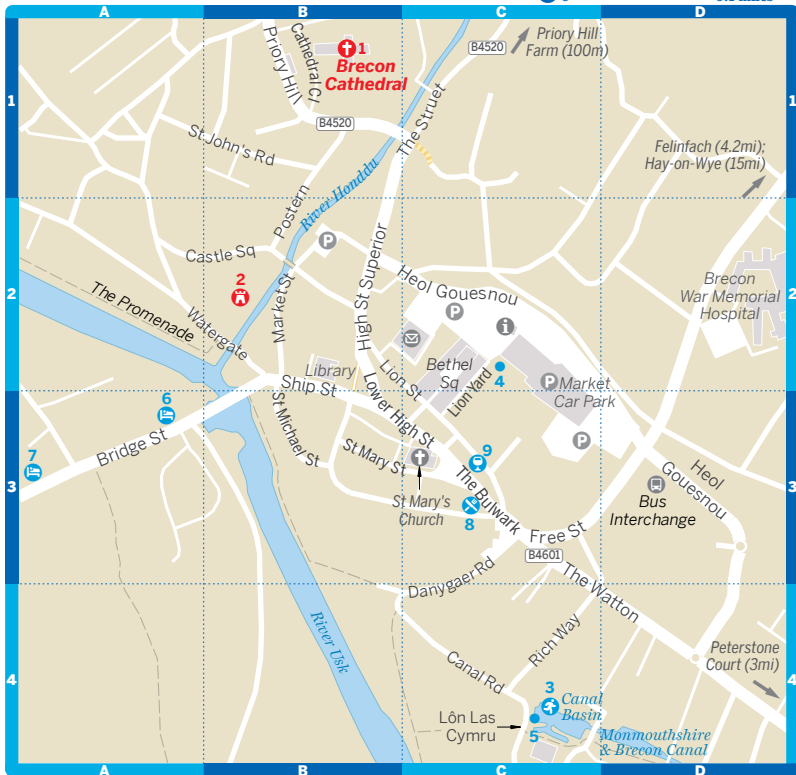 A
B
C
D
1
1
Brecon
Cathedral
Cathedral Cl
Priory Hill
B4520
B4520
Priory Hill
Farm (100m)
The Struet
St John's Rd
Felinfach (4.2mi);
Hay-on-Wye (15mi)
1
River Honddu
Postern
P
Castle Sq
2
2
Market St
High St Superior
Heol Gouesnou
P
i
Brecon
War Memorial
Hospital
2
The Promenade
Watergate
Library
Ship St
Lion St
Bethel
Sq
Lion Yard
4
P
Market
Car Park
Lower High St
6
7
Bridge St
3
St Michael St
St Mary St
9
P
St Mary's
Church
8
The Bulwark
Free St
B4601
Heol
Gouesnou
Bus
Interchange
3
Danygaer Rd
The Watton
River Usk
Rich Way
Canal Rd
Peterstone
Court (3mi)
4
3
Canal
Basin
Lôn Las
Cymru
5
Monmouthshire
& Brecon Canal
4
A
B
C
D